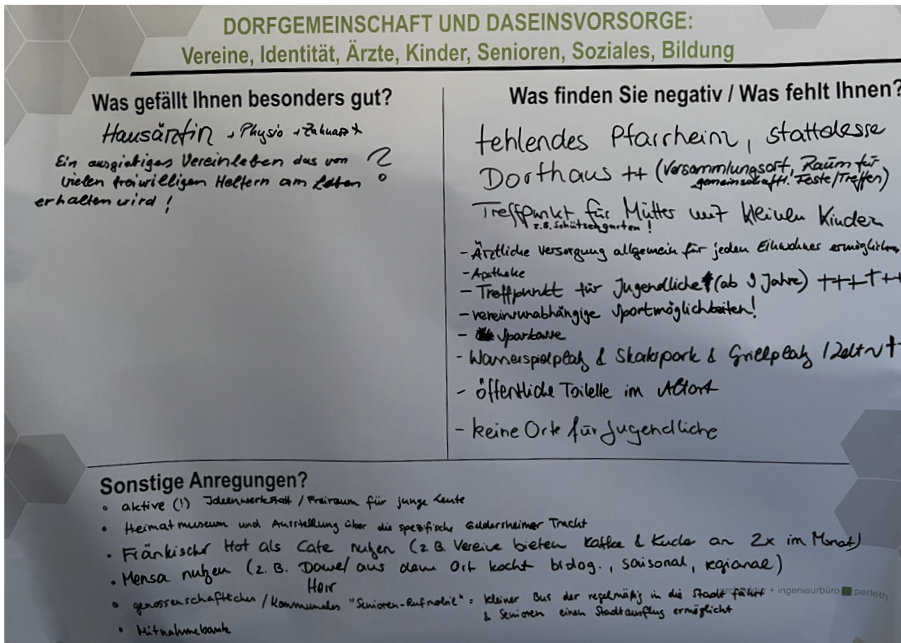 DORFGEMEINSCHAFT UND DASEINSVORSORGE:
Vereine, Identität, Ärzte, Kinder, Senioren, Soziales, Bildung
Was gefällt Ihnen besonders gut?
Hausärztin + Physio + Zahnarzt
Ein ausgiebiges Vereinleben das von
vielen freiwilligen Helfern am Leben
erhalten wird !
?
Was finden Sie negativ / Was fehlt Ihnen?
fehlendes Pfarrheim, stattdesse
Dorfhaus ++ (Versammlungsort, Raum für
gemeinschaftl. Feste/Treffen)
Treffpunkt für Mütter mit kleinen Kinder
z.B. Schützengarten !
- Ärztliche Versorgung allgemein für jeden Einwohner ermögliche
- Apotheke
- Treffpunkt für Jugendliche (ab 9 Jahre) ++++++
- vereinsunabhängige Sportmöglichkeiten!
- Sparkasse
- Wasserspielplatz & Skatepark & Grillplatz / Zelt +
- öffentliche Toilette im Altort
- keine Orte für Jugendliche
Sonstige Anregungen?
• aktive (!) Ideenwerkstatt / Freiraum für junge Leute
• Heimatmuseum und Ausstellung über die spezifische Tracht
• Fränkischer Hof als Cafe nutzen (z.B. Vereine bieten Kaffee & Kuchen an 2x im Monat)
• Mensa nutzen (z.B. Dame/ aus dem Ort kocht biolog., saisonal, regional)
Herr
• genossenschaftliches / Kommunales "Senioren-Rufmobil" = kleiner Bus der regelmäßig in die Stadt fährt
& Senioren einen Stadtausflug ermöglicht
• Mitnahmebank
+ ingenieurbüro perleth